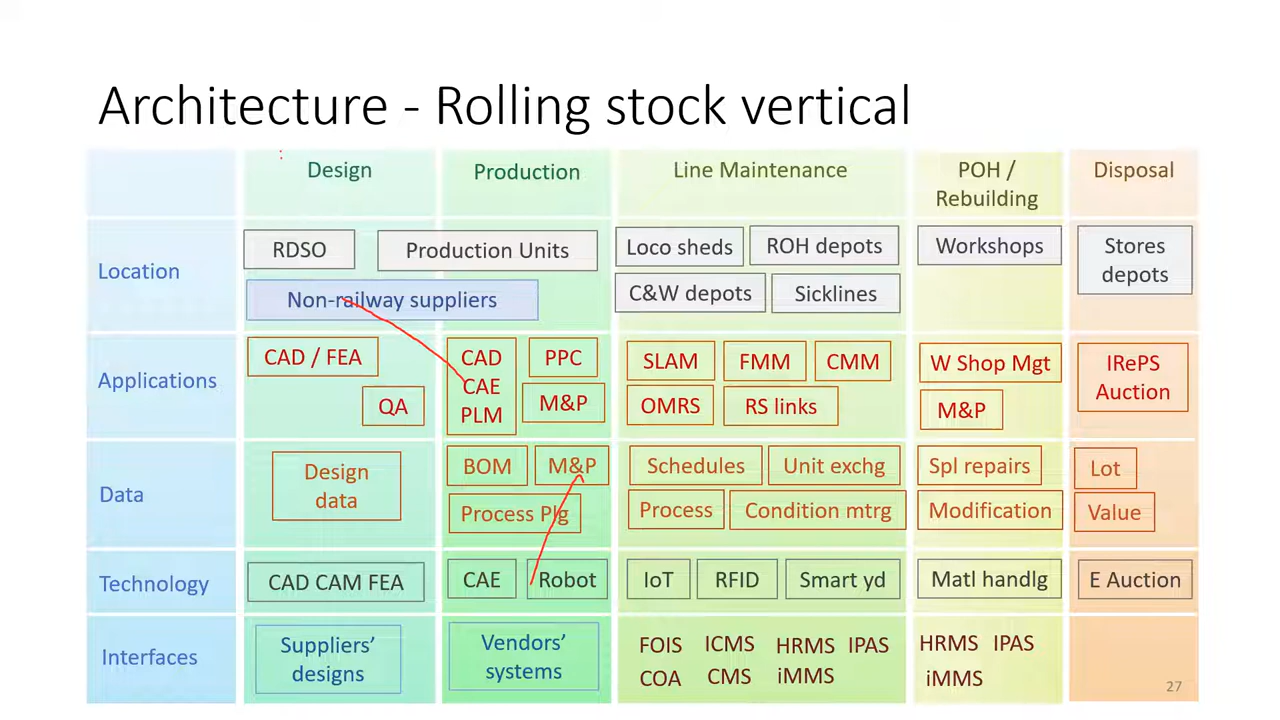 Architecture - Rolling stock vertical
Design Production Line Maintenance POH / Rebuilding Disposal
Location
RDSO Production Units
Non-railway suppliers
Loco sheds ROH depots
C&W depots Sicklines
Workshops
Stores
depots
Applications
CAD / FEA
QA
CAD
CAE
PLM
PPC
M&P
SLAM FMM CMM
OMRS RS links
W Shop Mgt
M&P
IRePS
Auction
Data
Design
data
BOM M&P
Process Plg
Schedules Unit exchg
Process Condition mtrg
Spl repairs
Modification
Lot
Value
Technology
CAD CAM FEA
CAE Robot
IoT RFID Smart yd
Matl handlg
E Auction
Interfaces
Suppliers’
designs
Vendors’
systems
FOIS ICMS HRMS IPAS
COA CMS iMMS
HRMS IPAS
iMMS
27